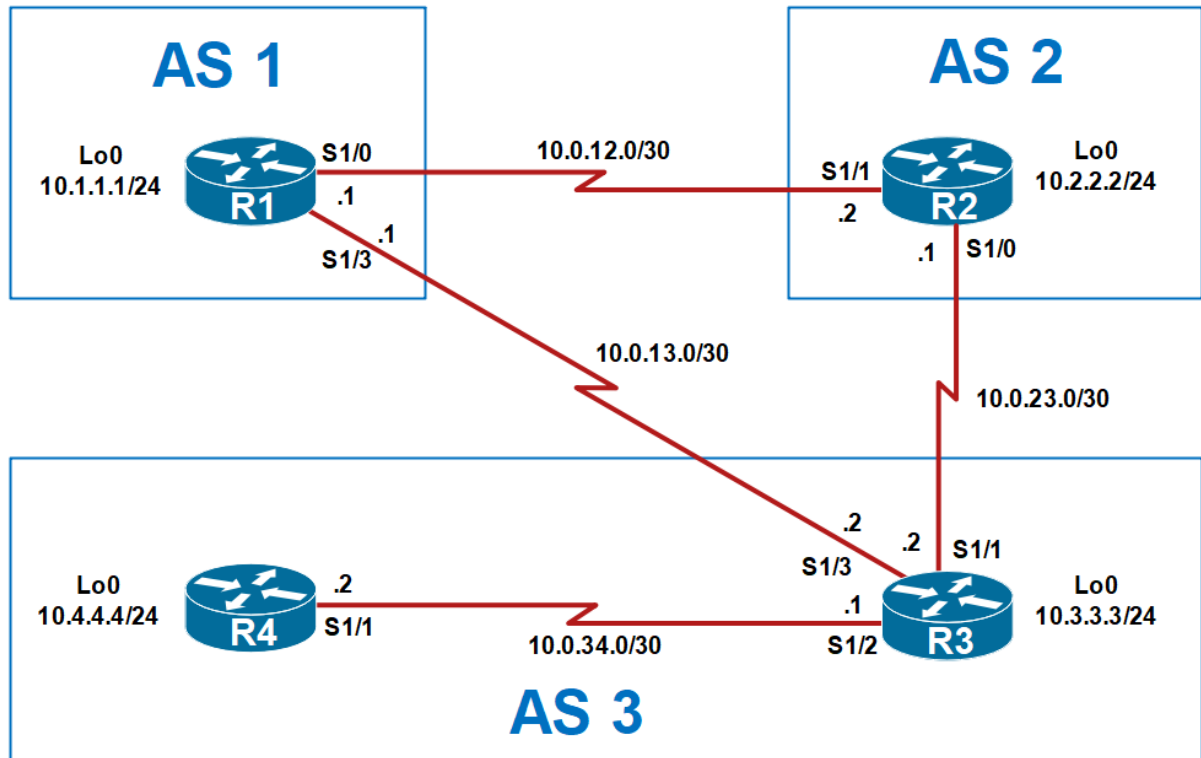 AS 1
AS 2
Lo0
10.1.1.1/24
R1
S1/0
.1
.1
S1/3
10.0.12.0/30
S1/1
.2
R2
.1
S1/0
Lo0
10.2.2.2/24
10.0.13.0/30
10.0.23.0/30
Lo0
10.4.4.4/24
R4
.2
S1/1
10.0.34.0/30
.2
S1/3
.2
S1/1
.1
S1/2
R3
Lo0
10.3.3.3/24
AS 3